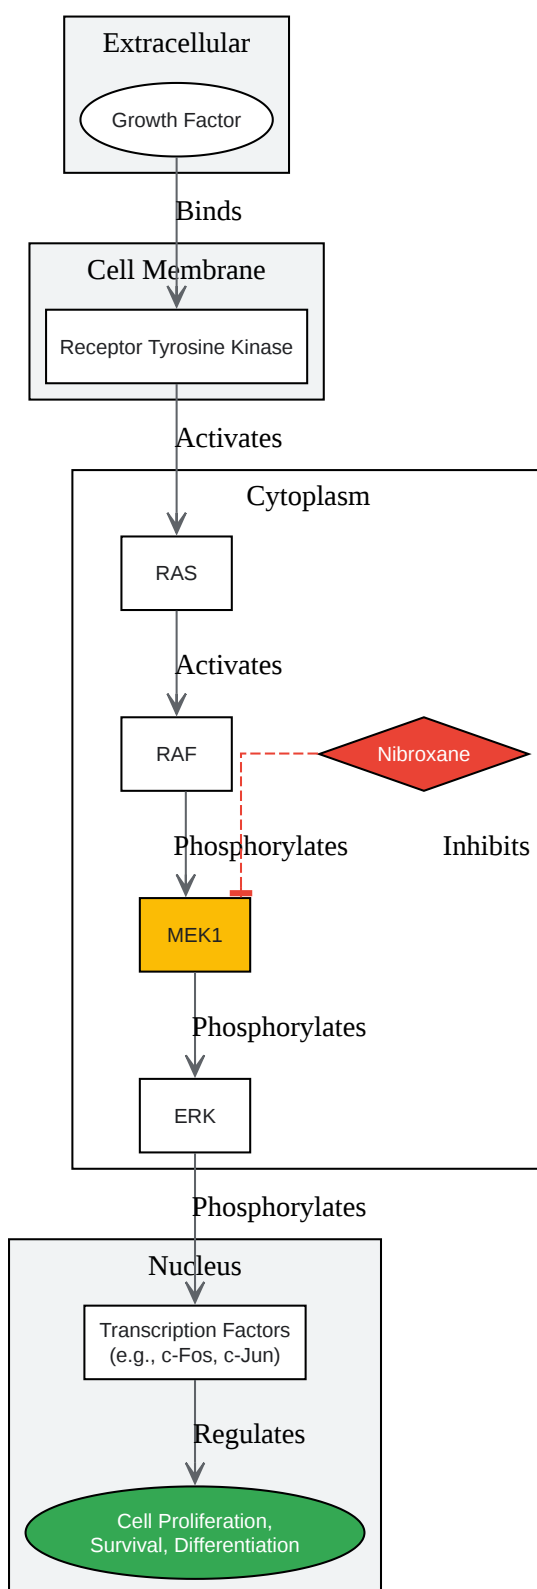 Extracellular
Growth Factor
Binds
Cell Membrane
Receptor Tyrosine Kinase
Activates
Cytoplasm
RAS
Activates
RAF
Nibroxane
Phosphorylates
Inhibits
MEK1
Phosphorylates
ERK
Phosphorylates
Nucleus
Transcription Factors
(e.g., c-Fos, c-Jun)
Regulates
Cell Proliferation,
Survival, Differentiation